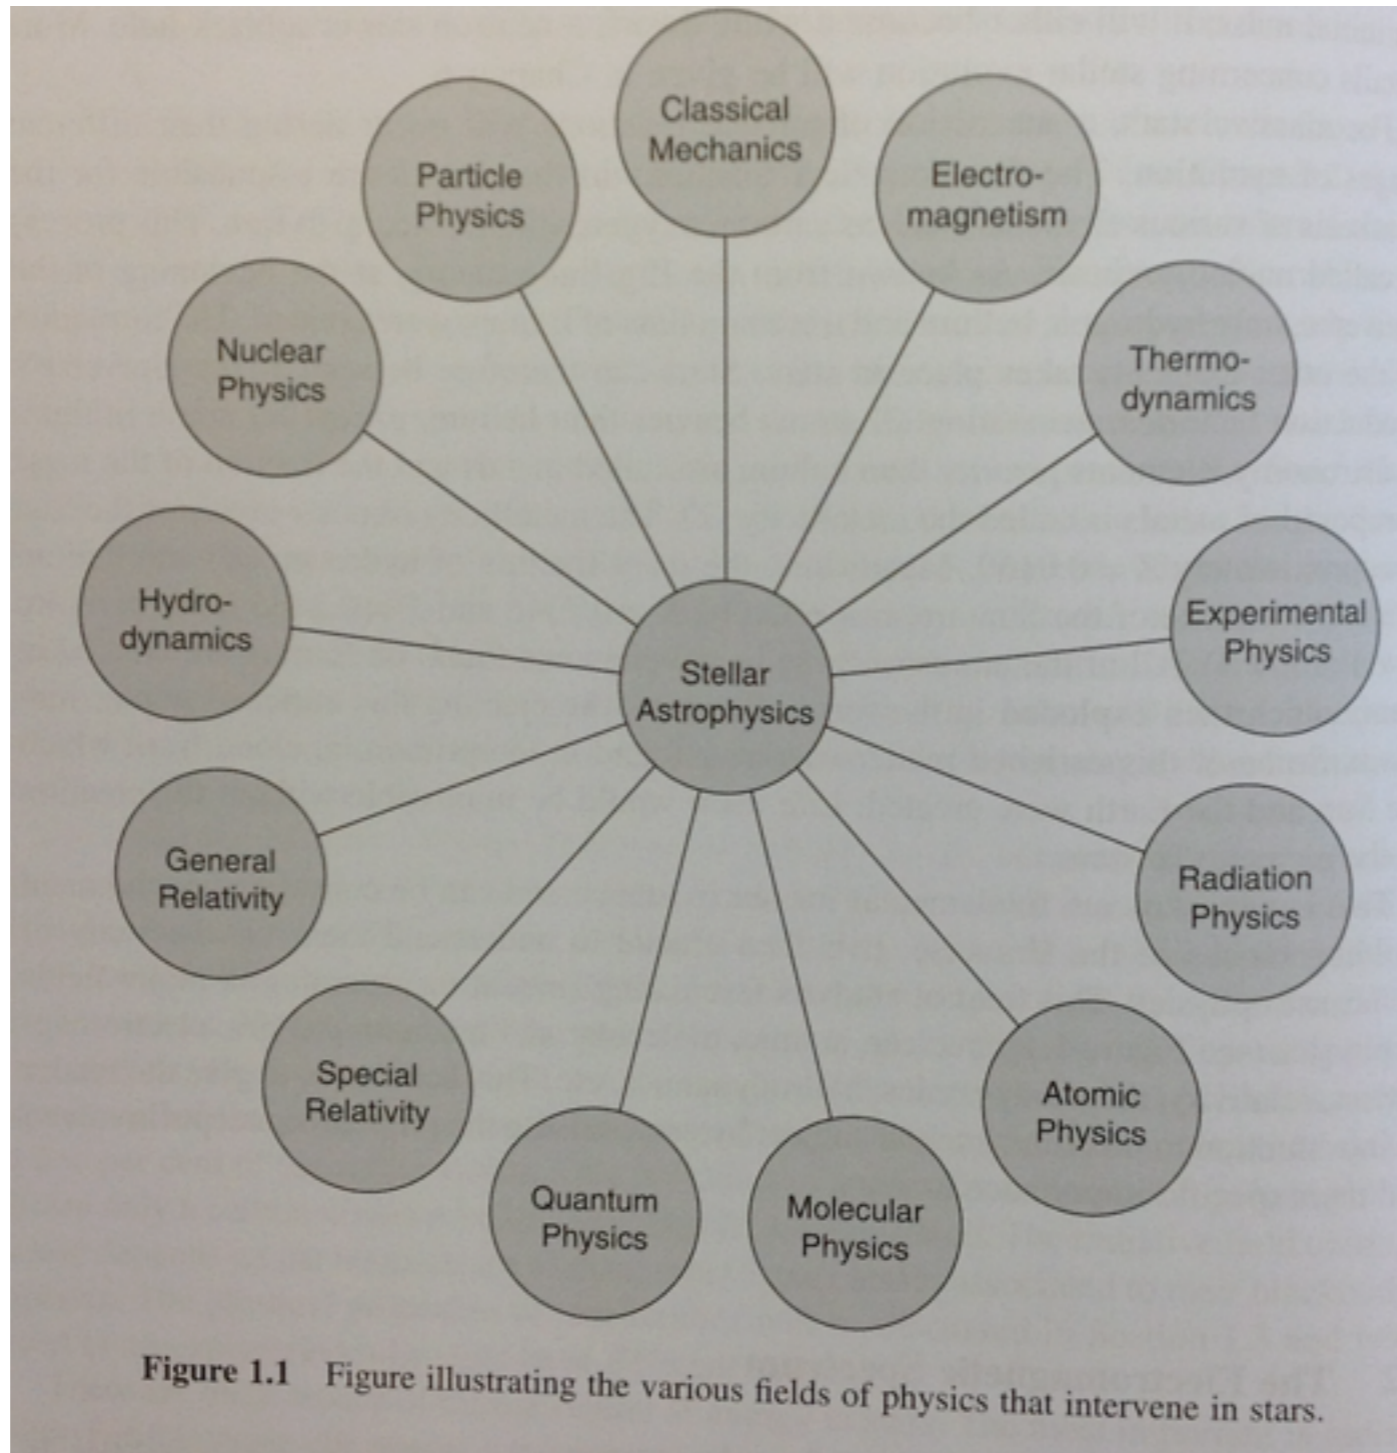 Classical
Mechanics
Particle
Physics
Electro-
magnetism
Nuclear
Physics
Thermo-
dynamics
Hydro-
dynamics
Experimental
Physics
Stellar
Astrophysics
General
Relativity
Radiation
Physics
Special
Relativity
Atomic
Physics
Quantum
Physics
Molecular
Physics
Figure 1.1 Figure illustrating the various fields of physics that intervene in stars.